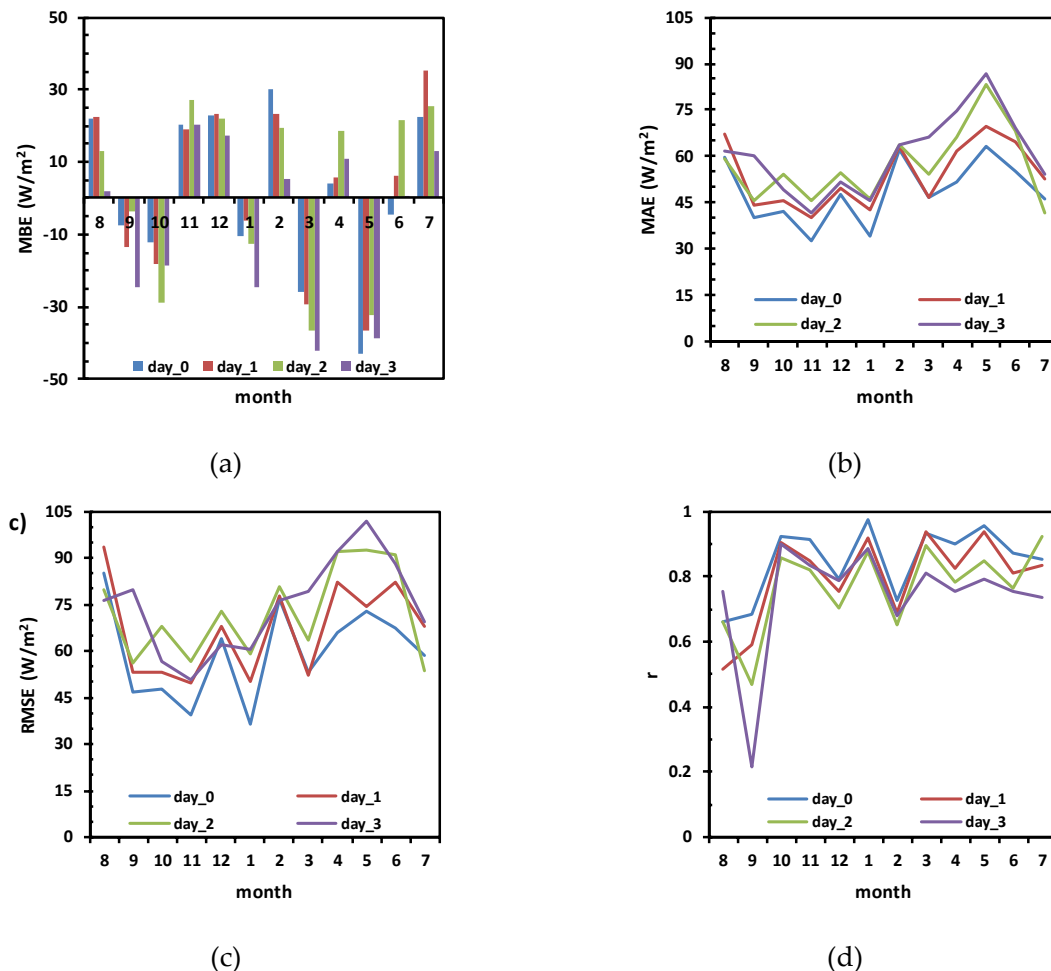 50
30
10
-10
-30
-50
MBE (W/m²)
8 9 10 11 12 1 2 3 4 5 6 7
day_0 day_1 day_2 day_3
month
(a)
105
90
75
60
45
30
15
0
MAE (W/m²)
day_0 day_1
day_2 day_3
8 9 10 11 12 1 2 3 4 5 6 7
month
(b)
c)
105
90
75
60
45
30
15
0
RMSE (W/m²)
day_0 day_1
day_2 day_3
8 9 10 11 12 1 2 3 4 5 6 7
month
(c)
1
0.8
0.6
0.4
0.2
0
r
day_0 day_1
day_2 day_3
8 9 10 11 12 1 2 3 4 5 6 7
month
(d)